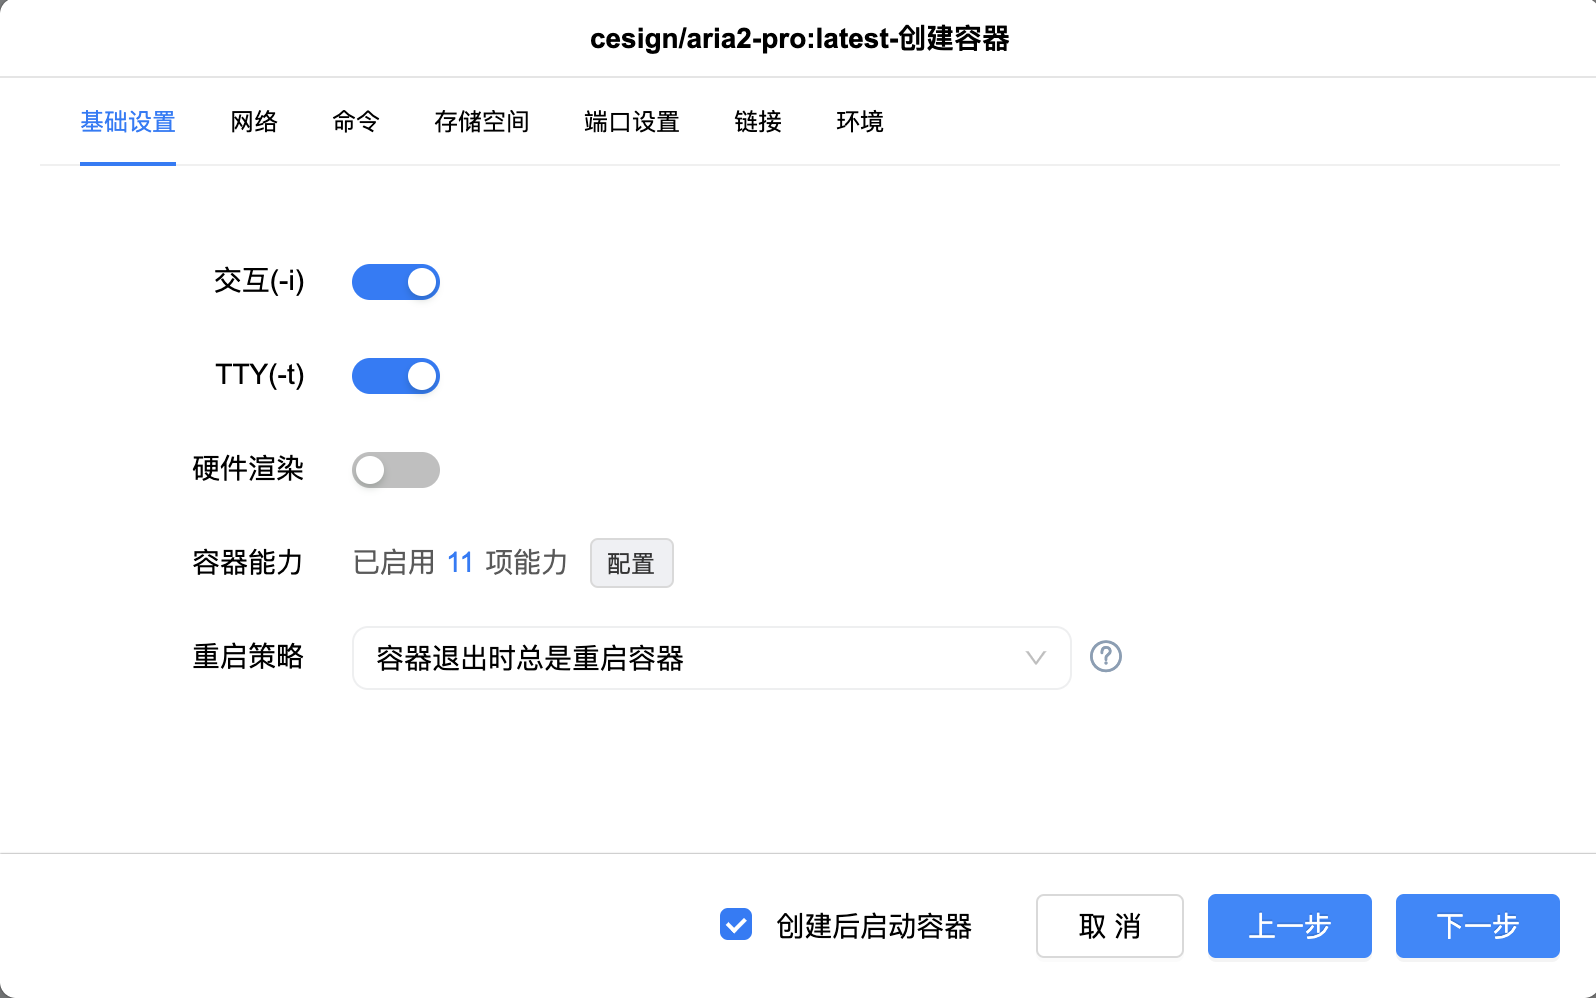 cesign/aria2-pro:latest-创建容器
基础设置 网络 命令 存储空间 端口设置 链接 环境
交互(-i)
TTY(-t)
硬件渲染
容器能力 已启用 11 项能力 配置
重启策略 容器退出时总是重启容器 ?
创建后启动容器 取 消 上一步 下一步